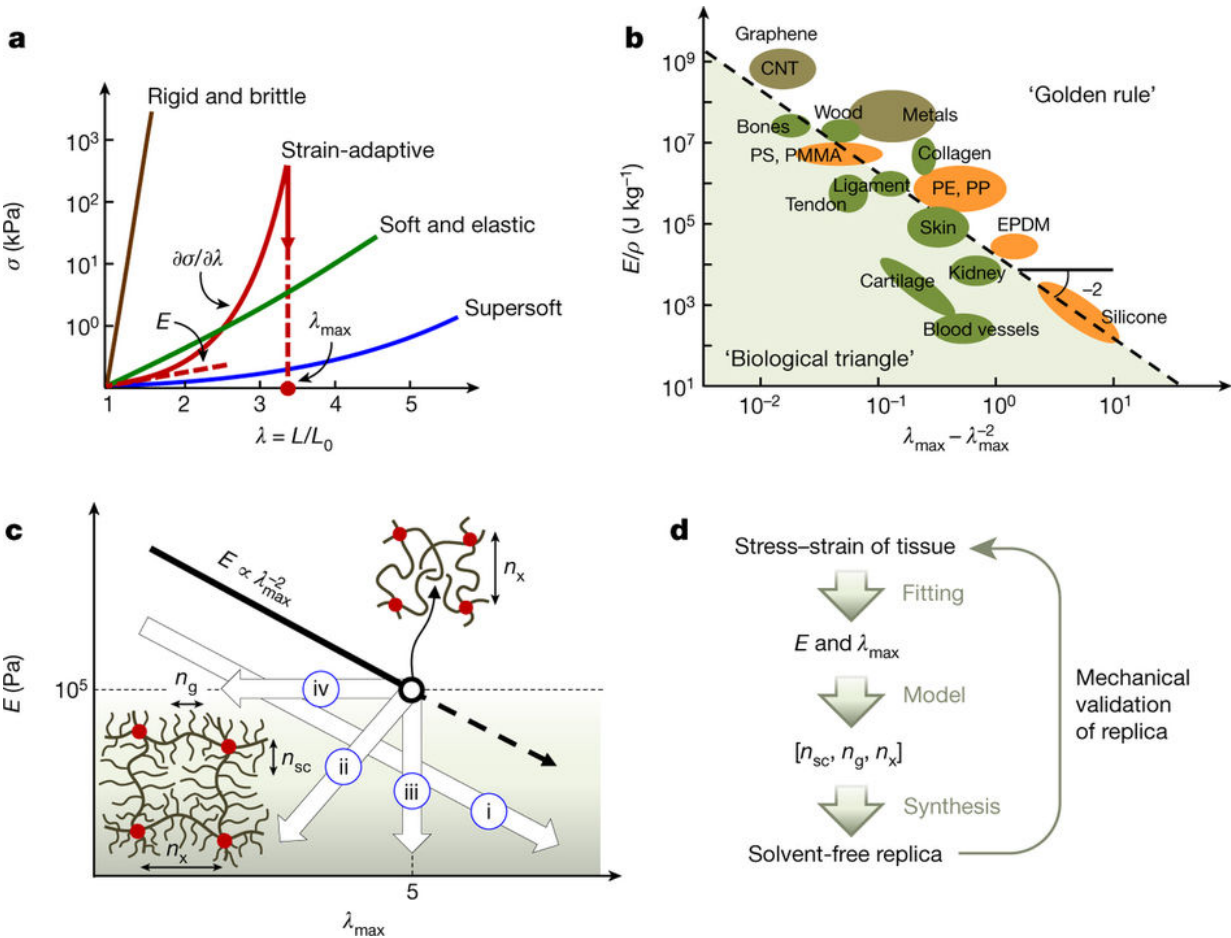 a
σ (kPa)
10³
10²
10¹
10⁰
Rigid and brittle
Strain-adaptive
Soft and elastic
Supersoft
∂σ/∂λ
E
λmax
1 2 3 4 5
λ = L/L₀
b
E/ρ (J kg⁻¹)
10⁹
10⁷
10⁵
10³
10¹
Graphene
CNT
'Golden rule'
Wood
Metals
Bones
PS, PMMA
Collagen
Ligament
PE, PP
Tendon
Skin
EPDM
Cartilage
Kidney
−2
Silicone
Blood vessels
'Biological triangle'
10⁻² 10⁻¹ 10⁰ 10¹
λmax − λmax⁻²
c
E (Pa)
10⁵
E ∝ λmax⁻²
nx
ng
iv
nsc
ii
iii
i
nx
5
λmax
d
Stress–strain of tissue
Fitting
E and λmax
Model
[nsc, ng, nx]
Synthesis
Solvent-free replica
Mechanical
validation
of replica